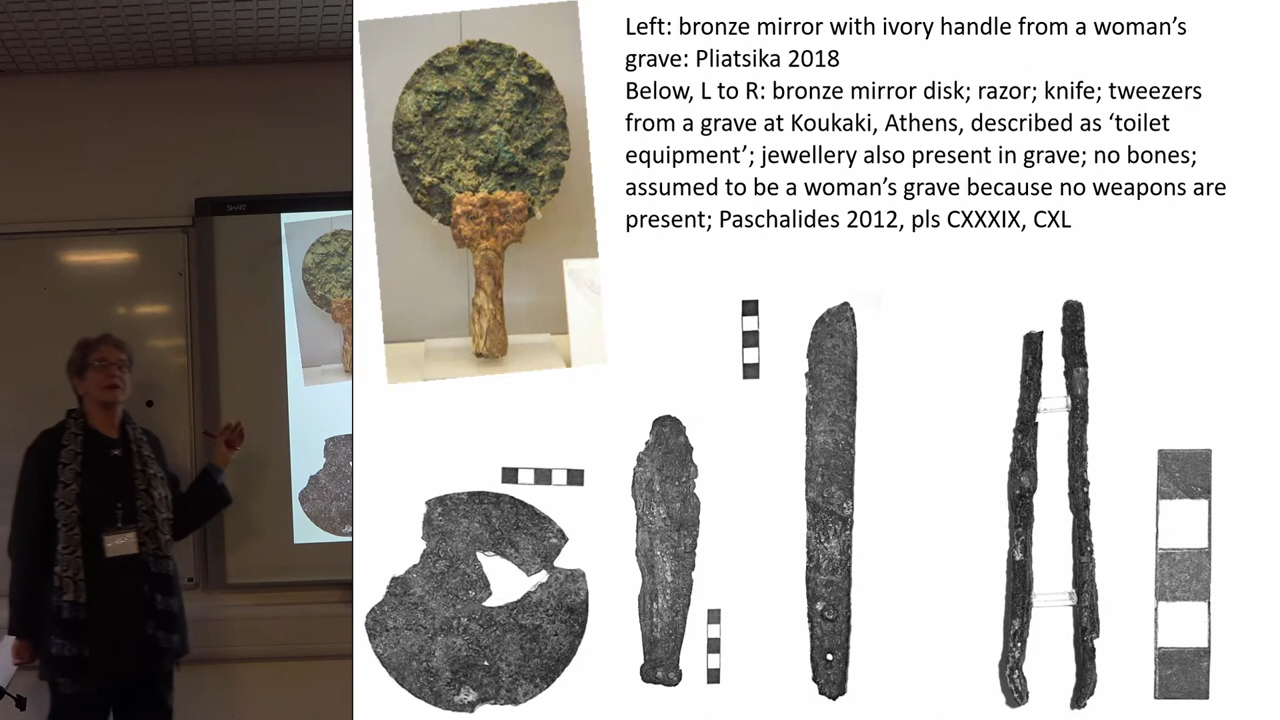 Left: bronze mirror with ivory handle from a woman’s
grave: Pliatsika 2018
Below, L to R: bronze mirror disk; razor; knife; tweezers
from a grave at Koukaki, Athens, described as ‘toilet
equipment’; jewellery also present in grave; no bones;
assumed to be a woman’s grave because no weapons are
present; Paschalides 2012, pls CXXXIX, CXL
SMART